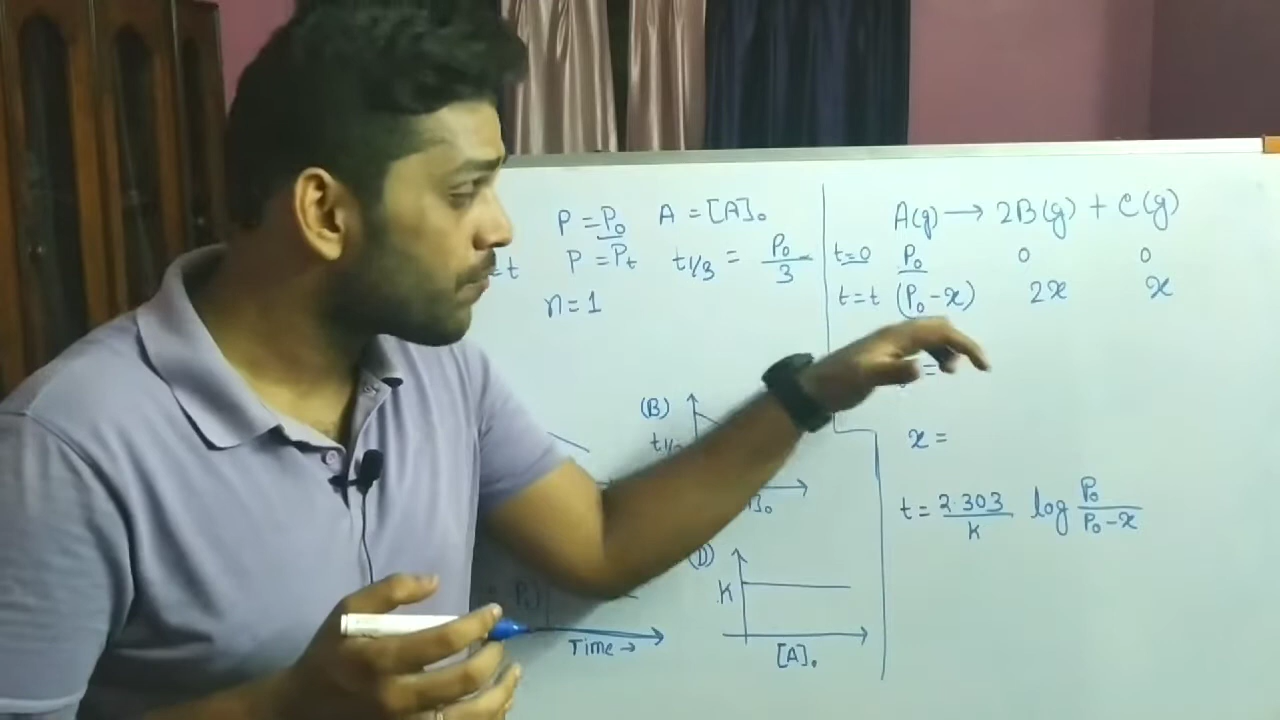 P = P₀ A = [A]₀
= t P = Pt t1/3 = P₀/3
n = 1
(B)
(D)
K
[A]₀
Time →
A(g) → 2B(g) + C(g)
t=0 P₀ 0 0
t=t (P₀-x) 2x x
=
x =
t = 2.303/K log P₀/P₀-x